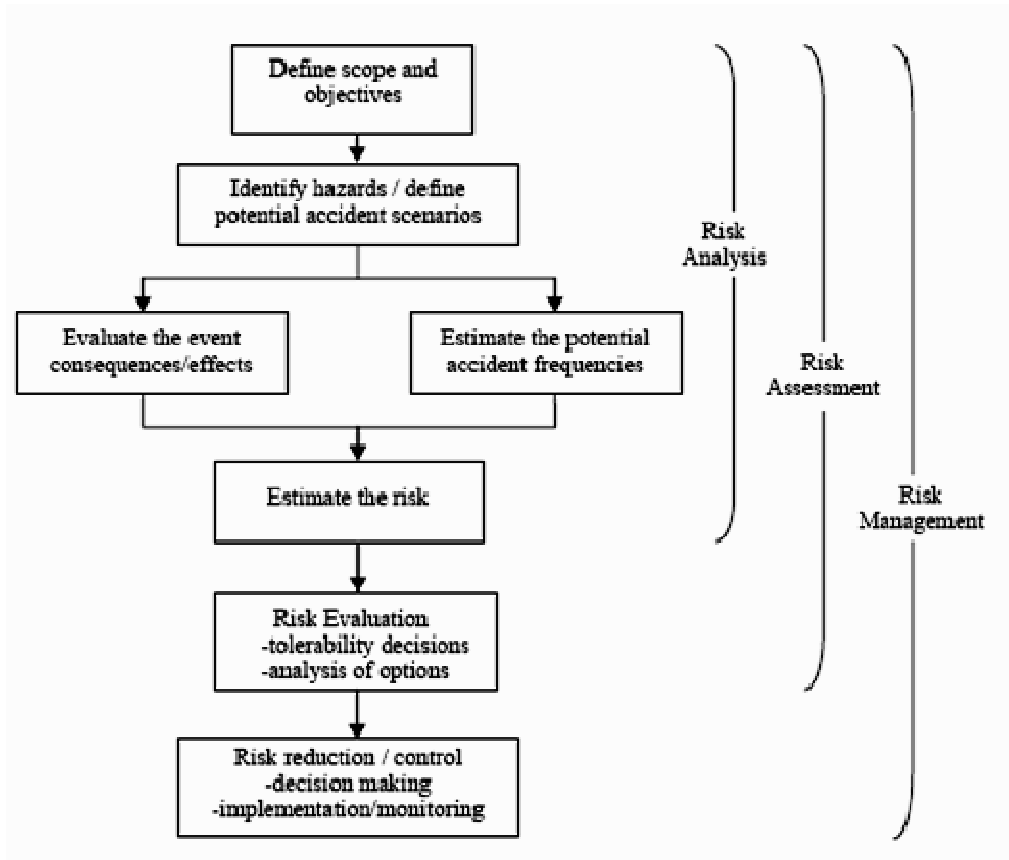 Define scope and
objectives
Identify hazards / define
potential accident scenarios
Evaluate the event
consequences/effects
Estimate the potential
accident frequencies
Estimate the risk
Risk Evaluation
-tolerability decisions
-analysis of options
Risk reduction / control
-decision making
-implementation/monitoring
Risk
Analysis
Risk
Assessment
Risk
Management